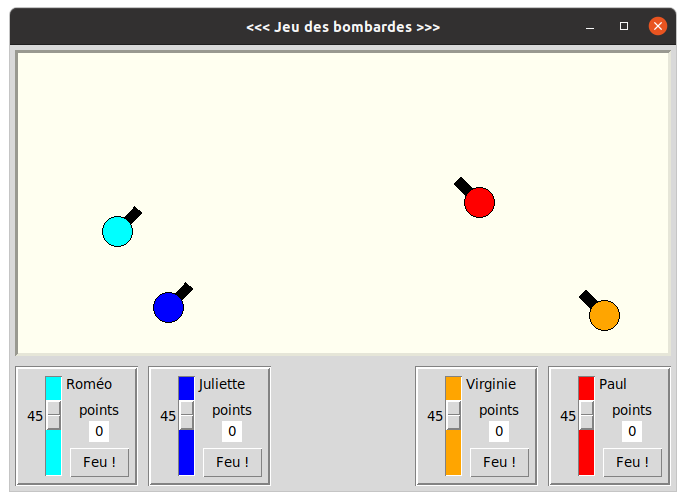 <<< Jeu des bombardes >>>
Roméo
45
points
0
Feu !
Juliette
45
points
0
Feu !
Virginie
45
points
0
Feu !
Paul
45
points
0
Feu !